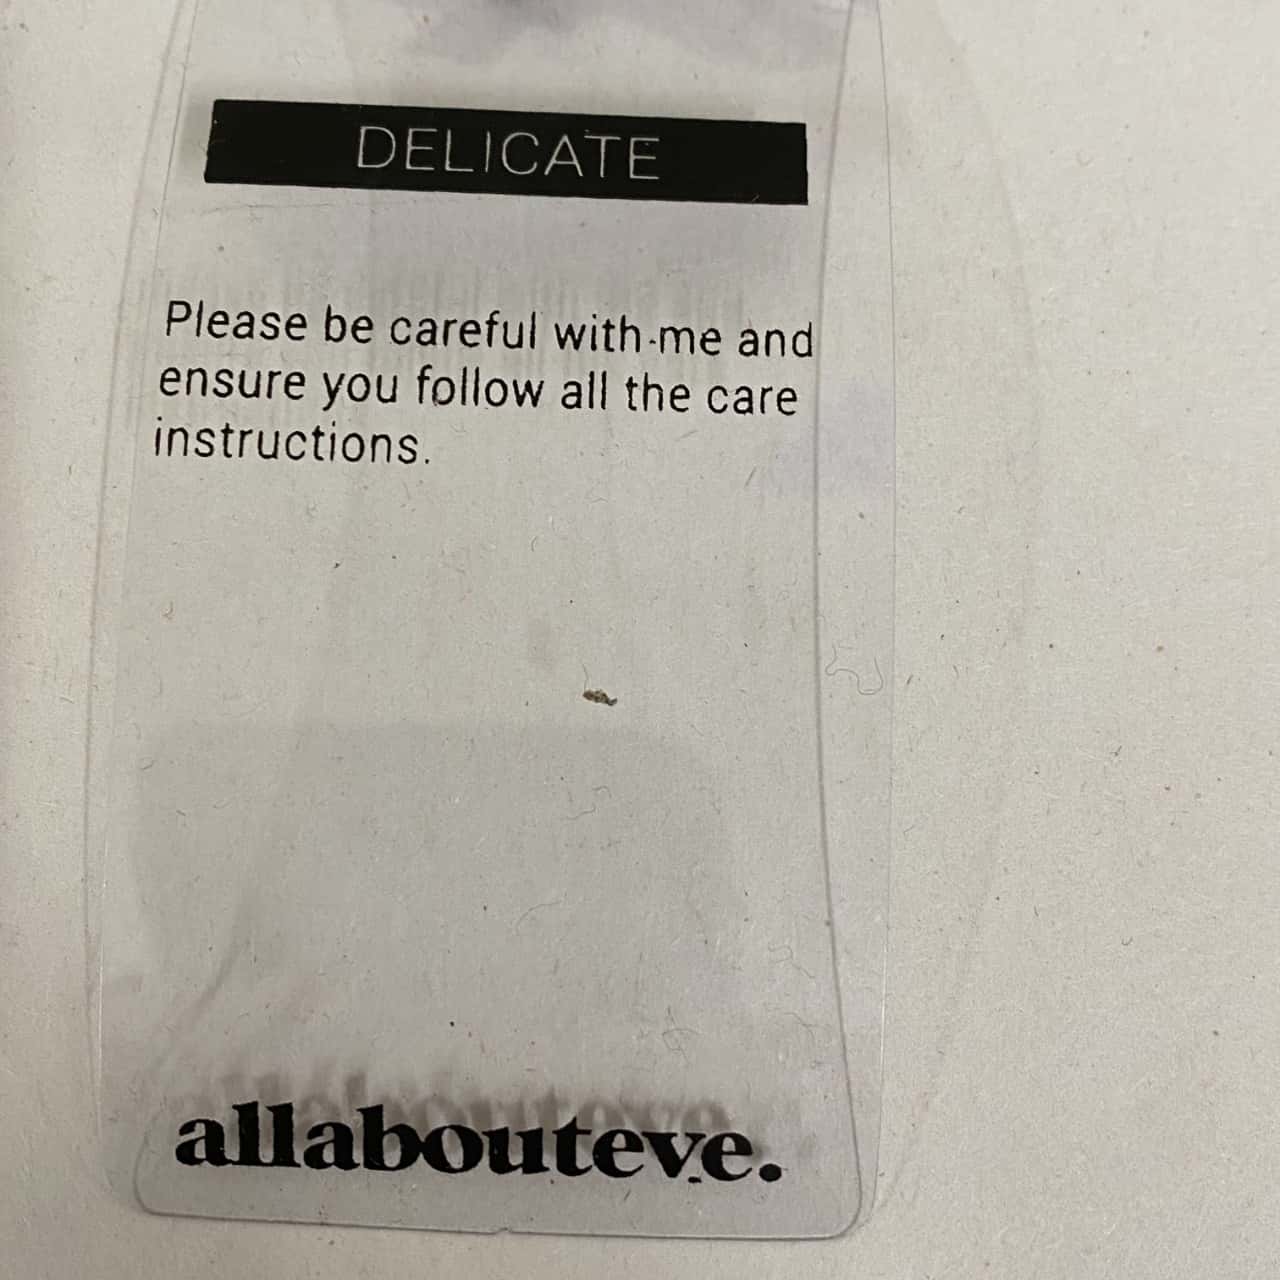 DELICATE
Please be careful with me and
ensure you follow all the care
instructions.
allabouteve.